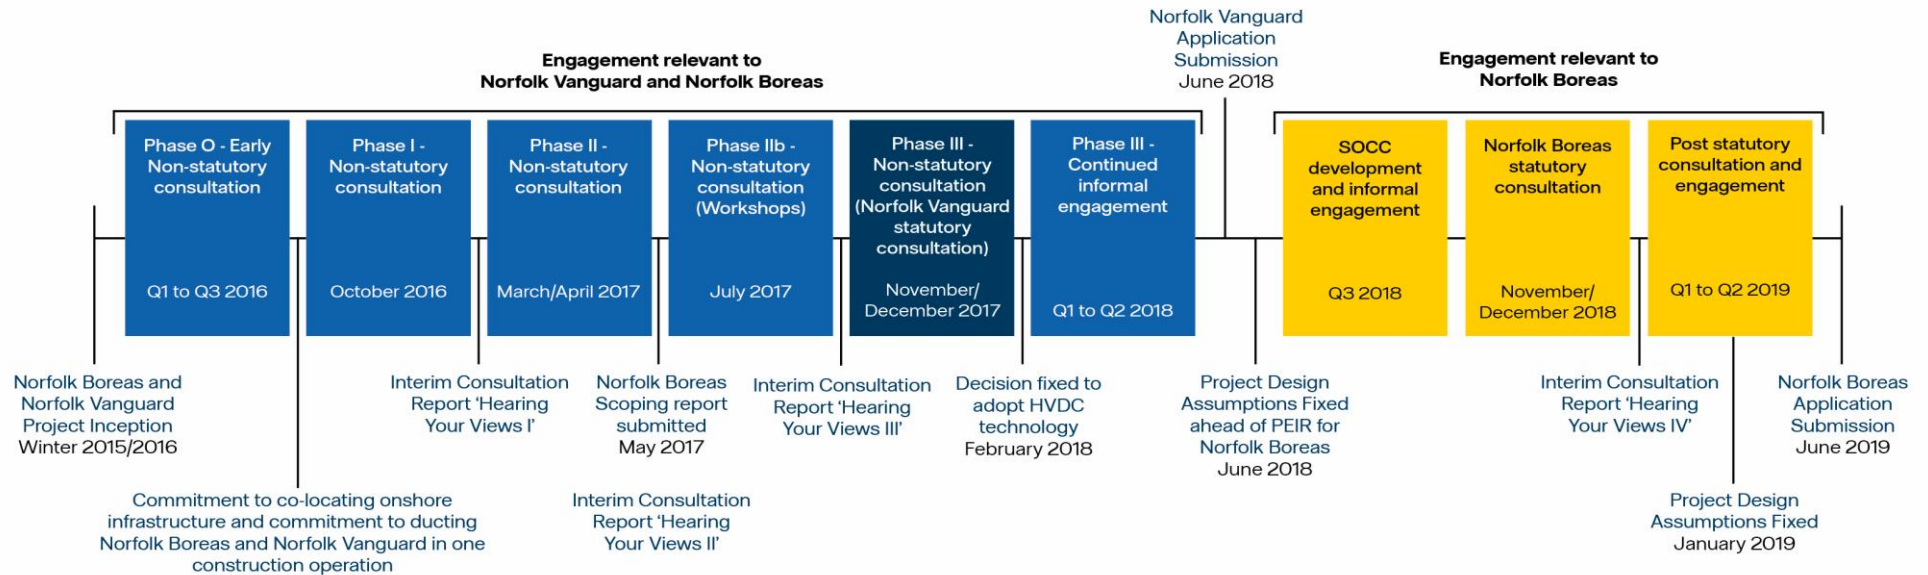 Norfolk Vanguard
Application
Submission
June 2018
Engagement relevant to
Norfolk Vanguard and Norfolk Boreas
Engagement relevant to
Norfolk Boreas
Phase O - Early
Non-statutory
consultation
Q1 to Q3 2016
Phase I -
Non-statutory
consultation
October 2016
Phase II -
Non-statutory
consultation
March/April 2017
Phase IIb -
Non-statutory
consultation
(Workshops)
July 2017
Phase III -
Non-statutory
consultation
(Norfolk Vanguard
statutory
consultation)
November/
December 2017
Phase III -
Continued
informal
engagement
Q1 to Q2 2018
SOCC
development
and informal
engagement
Q3 2018
Norfolk Boreas
statutory
consultation
November/
December 2018
Post statutory
consultation and
engagement
Q1 to Q2 2019
Norfolk Boreas and
Norfolk Vanguard
Project Inception
Winter 2015/2016
Commitment to co-locating onshore
infrastructure and commitment to ducting
Norfolk Boreas and Norfolk Vanguard in one
construction operation
Interim Consultation
Report ‘Hearing
Your Views I’
Norfolk Boreas
Scoping report
submitted
May 2017
Interim Consultation
Report ‘Hearing
Your Views II’
Interim Consultation
Report ‘Hearing
Your Views III’
Decision fixed to
adopt HVDC
technology
February 2018
Project Design
Assumptions Fixed
ahead of PEIR for
Norfolk Boreas
June 2018
Interim Consultation
Report ‘Hearing
Your Views IV’
Project Design
Assumptions Fixed
January 2019
Norfolk Boreas
Application
Submission
June 2019